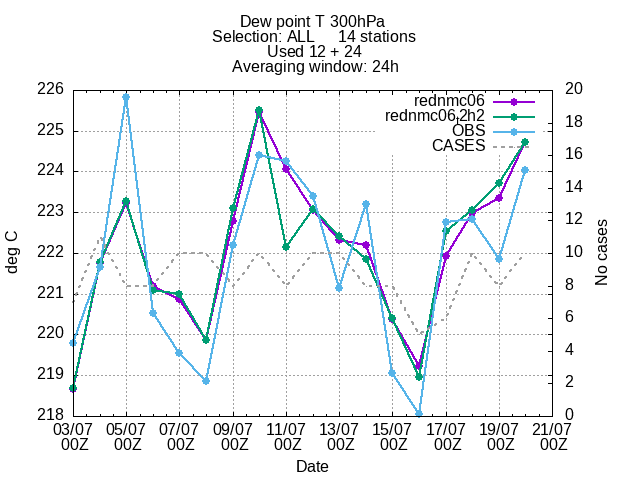 Dew point T 300hPa
Selection: ALL 14 stations
Used 12 + 24
Averaging window: 24h
rednmc06
rednmc06,2h2
OBS
CASES
226
225
224
223
222
221
220
219
218
20
18
16
14
12
10
8
6
4
2
0
deg C
No cases
03/07 05/07 07/07 09/07 11/07 13/07 15/07 17/07 19/07 21/07
00Z 00Z 00Z 00Z 00Z 00Z 00Z 00Z 00Z 00Z
Date